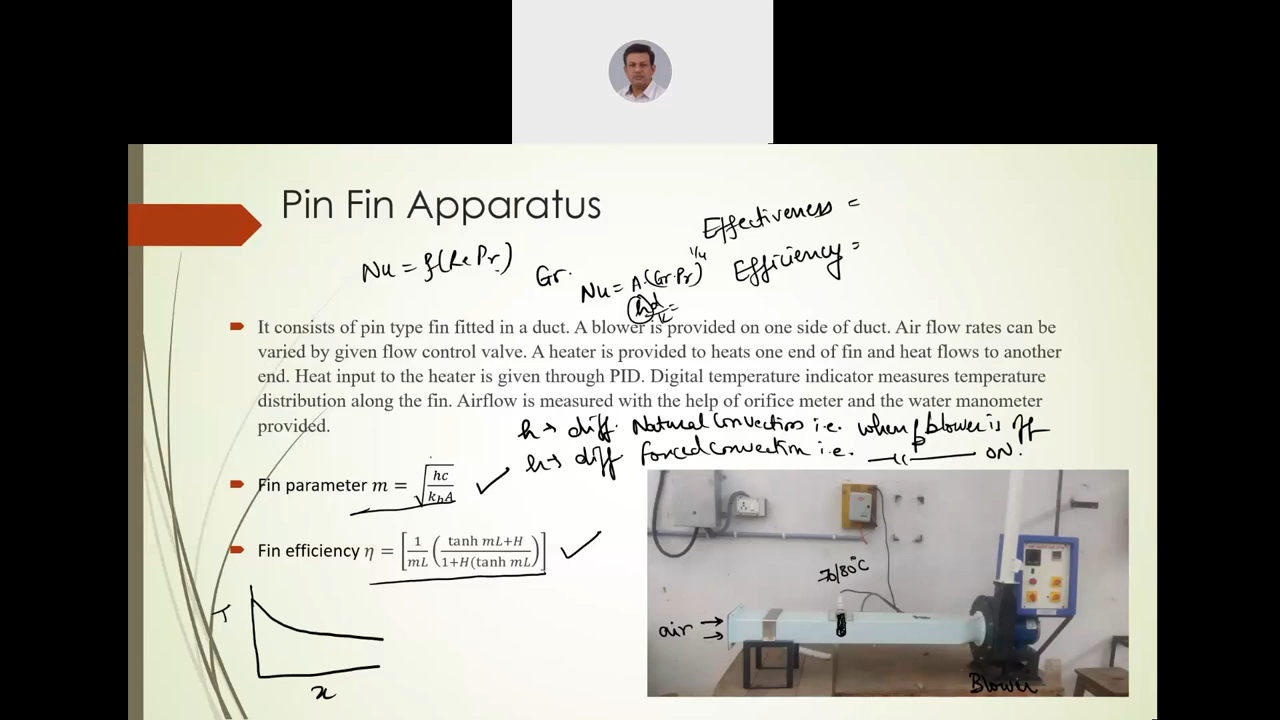 Pin Fin Apparatus
Effectiveness =
Nu = f(Re Pr)
Gr.
Nu = A.(Gr.Pr)^1/4
Efficiency =
hd/k =
It consists of pin type fin fitted in a duct. A blower is provided on one side of duct. Air flow rates can be
varied by given flow control valve. A heater is provided to heats one end of fin and heat flows to another
end. Heat input to the heater is given through PID. Digital temperature indicator measures temperature
distribution along the fin. Airflow is measured with the help of orifice meter and the water manometer
provided.
h → diff. Natural Convection i.e. when blower is off
h → diff forced convection i.e. —〃— ON.
Fin parameter m = √(hc/k_bA)
Fin efficiency η = [1/mL (tanh mL+H / 1+H(tanh mL))]
70/80°C
T
air
x
Blower